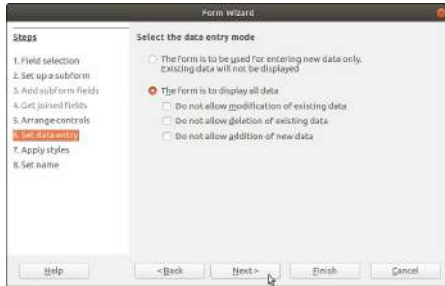 Form Wizard
Steps
1. Field selection
2. Set up a subform
3. Add subform fields
4. Get joined fields
5. Arrange controls
6. Set data entry
7. Apply styles
8. Set name
Select the data entry mode
The form is to be used for entering new data only.
Existing data will not be displayed
The form is to display all data
Do not allow modification of existing data
Do not allow deletion of existing data
Do not allow addition of new data
Help
< Back
Next >
Finish
Cancel